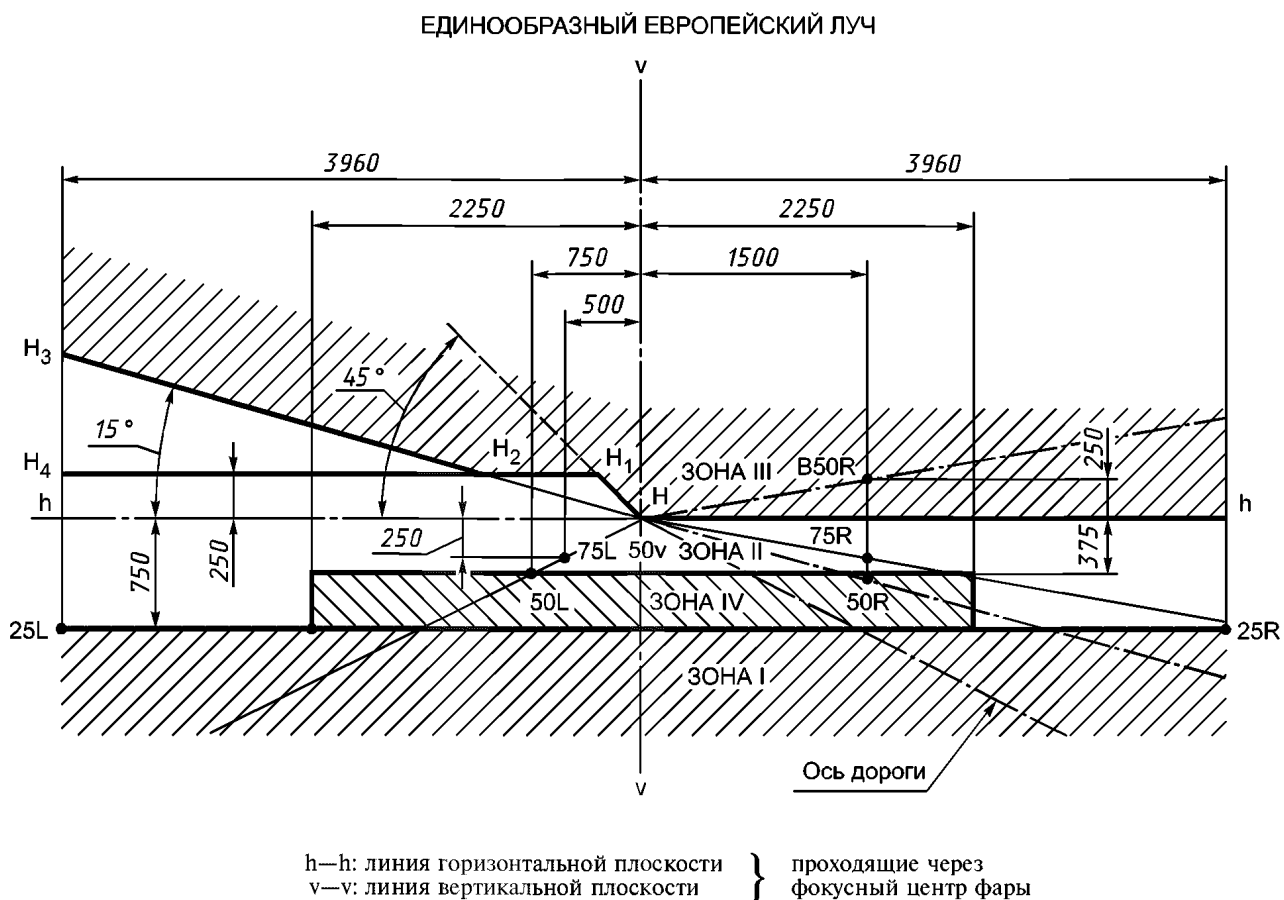 ЕДИНООБРАЗНЫЙ ЕВРОПЕЙСКИЙ ЛУЧ
v
3960 3960
2250 2250
750 1500
500
H3
45°
15°
H4 H2 H1 ЗОНА III B50R 250
h H h
250 75L 50v ЗОНА II 75R
750 250 375
50L ЗОНА IV 50R
25L 25R
ЗОНА I
Ось дороги
v
h—h: линия горизонтальной плоскости } проходящие через
v—v: линия вертикальной плоскости фокусный центр фары